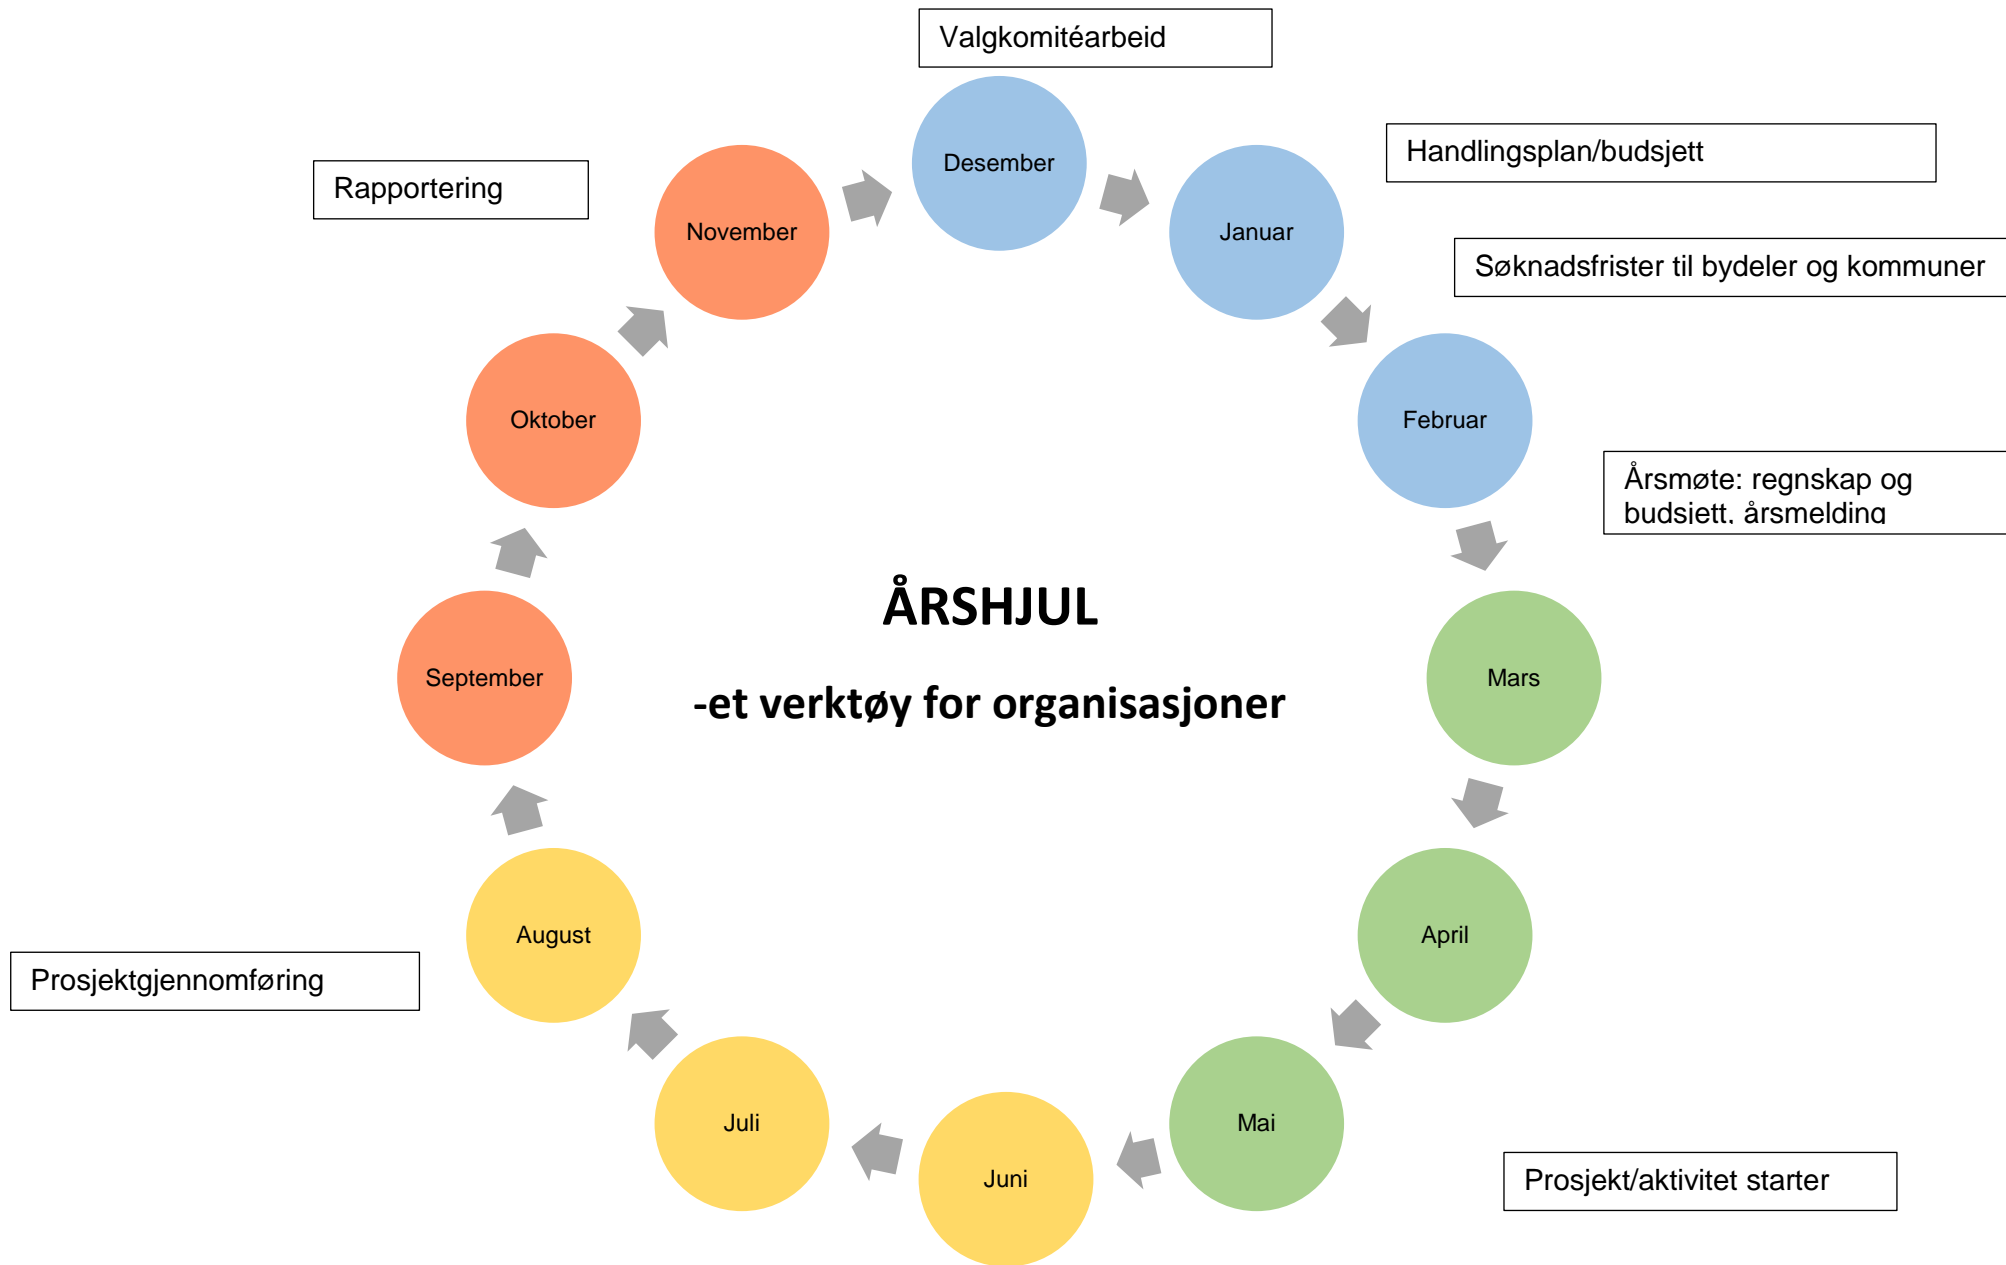 Valgkomitéarbeid
Desember
Handlingsplan/budsjett
Januar
Søknadsfrister til bydeler og kommuner
Februar
Årsmøte: regnskap og
budsjett, årsmelding
Mars
April
Mai
Prosjekt/aktivitet starter
Juni
Juli
August
Prosjektgjennomføring
September
Oktober
November
Rapportering
ÅRSHJUL
-et verktøy for organisasjoner